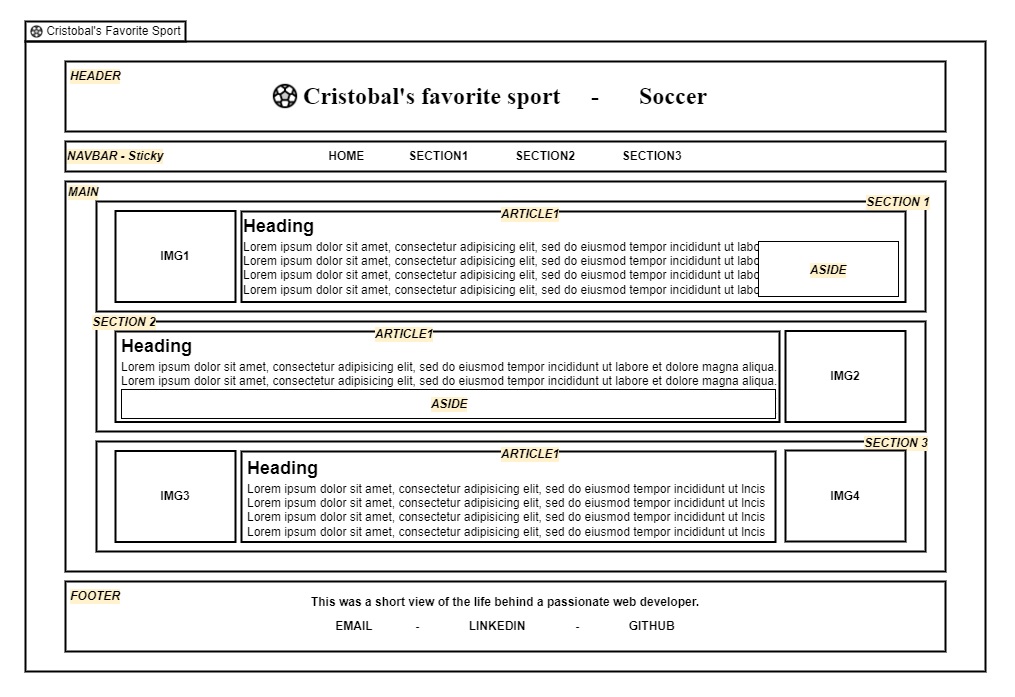 Cristobal's Favorite Sport
HEADER
Cristobal's favorite sport - Soccer
NAVBAR - Sticky
HOME SECTION1 SECTION2 SECTION3
MAIN
SECTION 1
IMG1
ARTICLE1
Heading
Lorem ipsum dolor sit amet, consectetur adipisicing elit, sed do eiusmod tempor incididunt ut labo
Lorem ipsum dolor sit amet, consectetur adipisicing elit, sed do eiusmod tempor incididunt ut labo
Lorem ipsum dolor sit amet, consectetur adipisicing elit, sed do eiusmod tempor incididunt ut labo
Lorem ipsum dolor sit amet, consectetur adipisicing elit, sed do eiusmod tempor incididunt ut labo
ASIDE
SECTION 2
ARTICLE1
Heading
Lorem ipsum dolor sit amet, consectetur adipisicing elit, sed do eiusmod tempor incididunt ut labore et dolore magna aliqua.
Lorem ipsum dolor sit amet, consectetur adipisicing elit, sed do eiusmod tempor incididunt ut labore et dolore magna aliqua.
ASIDE
IMG2
SECTION 3
IMG3
ARTICLE1
Heading
Lorem ipsum dolor sit amet, consectetur adipisicing elit, sed do eiusmod tempor incididunt ut Incis
Lorem ipsum dolor sit amet, consectetur adipisicing elit, sed do eiusmod tempor incididunt ut Incis
Lorem ipsum dolor sit amet, consectetur adipisicing elit, sed do eiusmod tempor incididunt ut Incis
Lorem ipsum dolor sit amet, consectetur adipisicing elit, sed do eiusmod tempor incididunt ut Incis
IMG4
FOOTER
This was a short view of the life behind a passionate web developer.
EMAIL - LINKEDIN - GITHUB